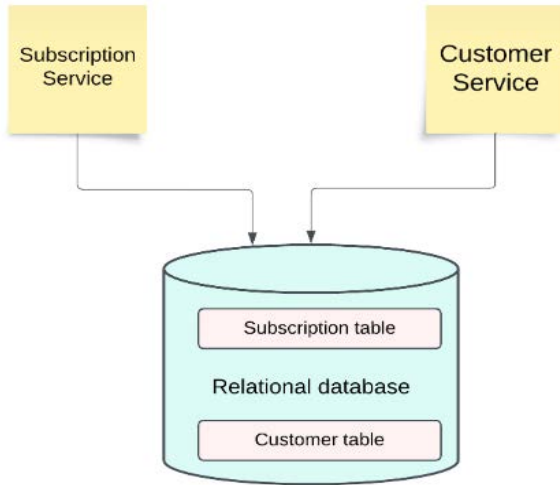 Subscription
Service
Customer
Service
Subscription table
Relational database
Customer table